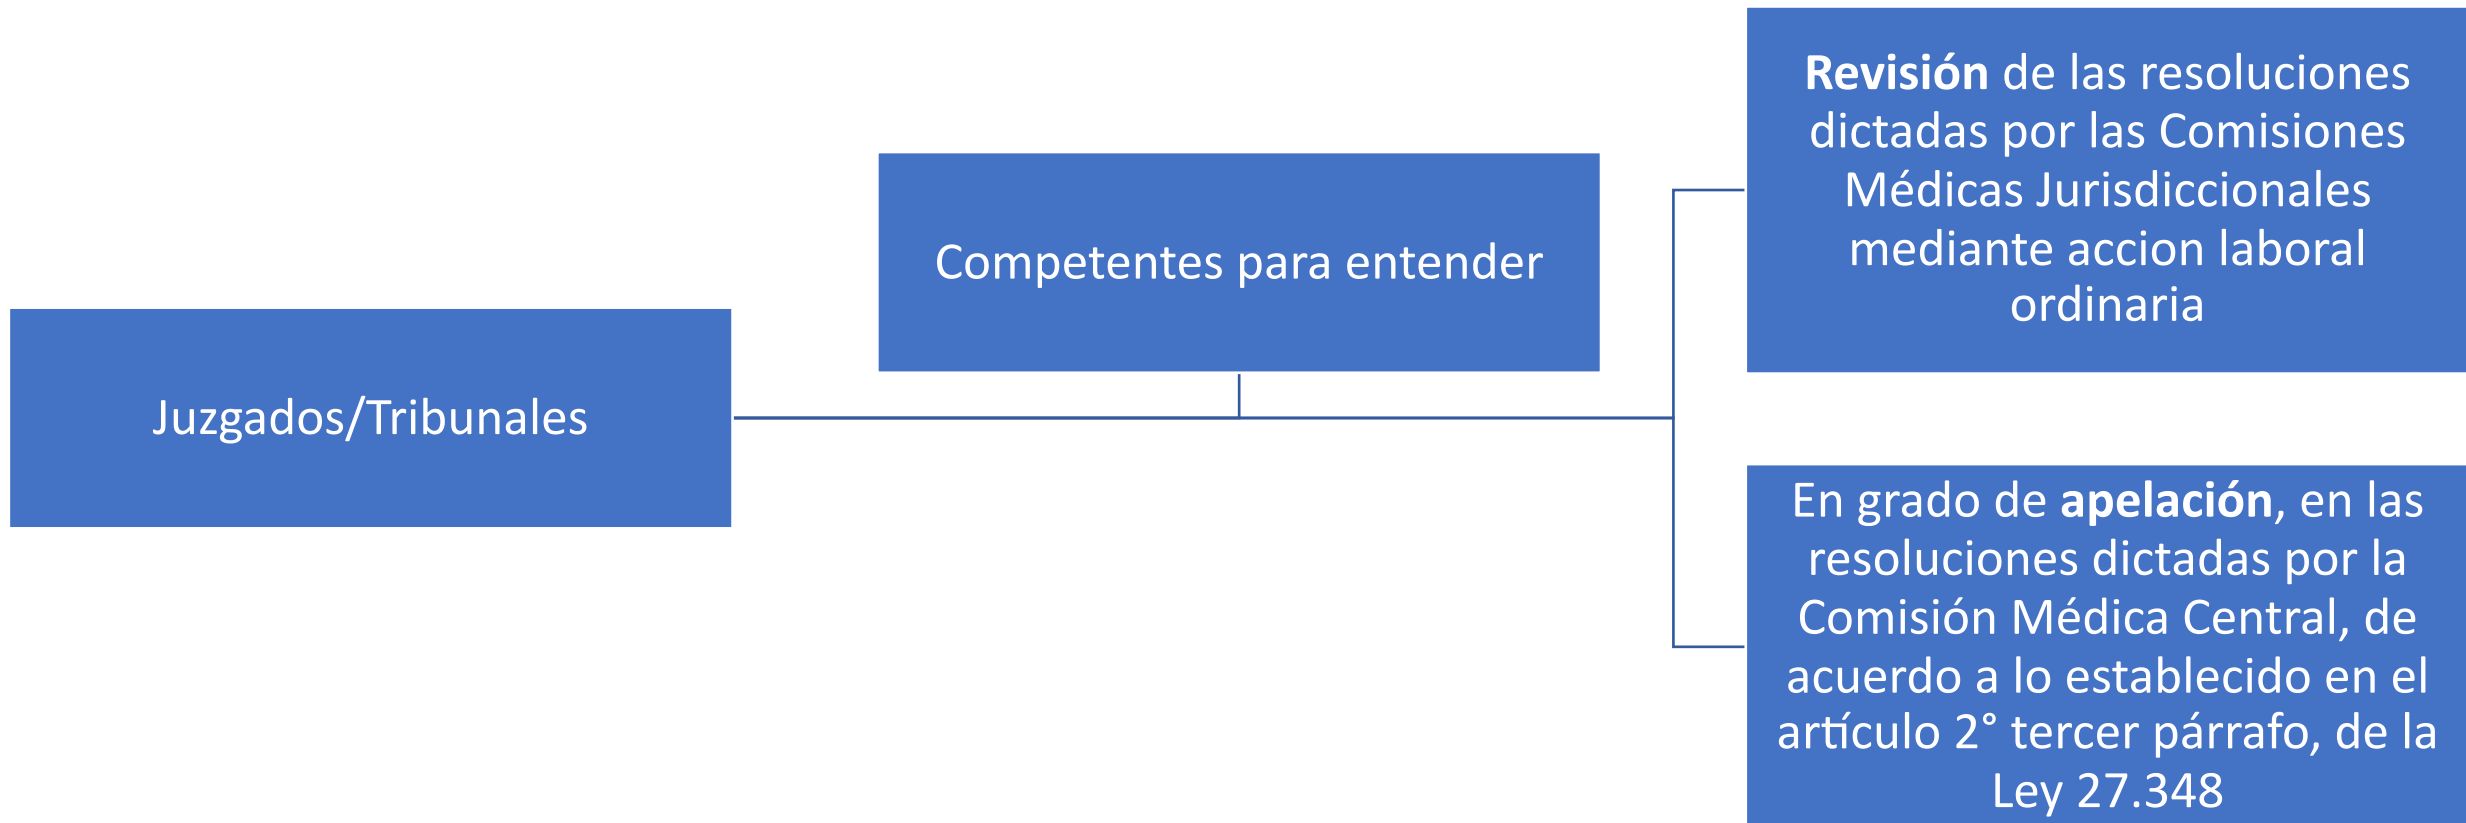 Juzgados/Tribunales
Competentes para entender
Revisión de las resoluciones
dictadas por las Comisiones
Médicas Jurisdiccionales
mediante accion laboral
ordinaria
En grado de apelación, en las
resoluciones dictadas por la
Comisión Médica Central, de
acuerdo a lo establecido en el
artículo 2° tercer párrafo, de la
Ley 27.348